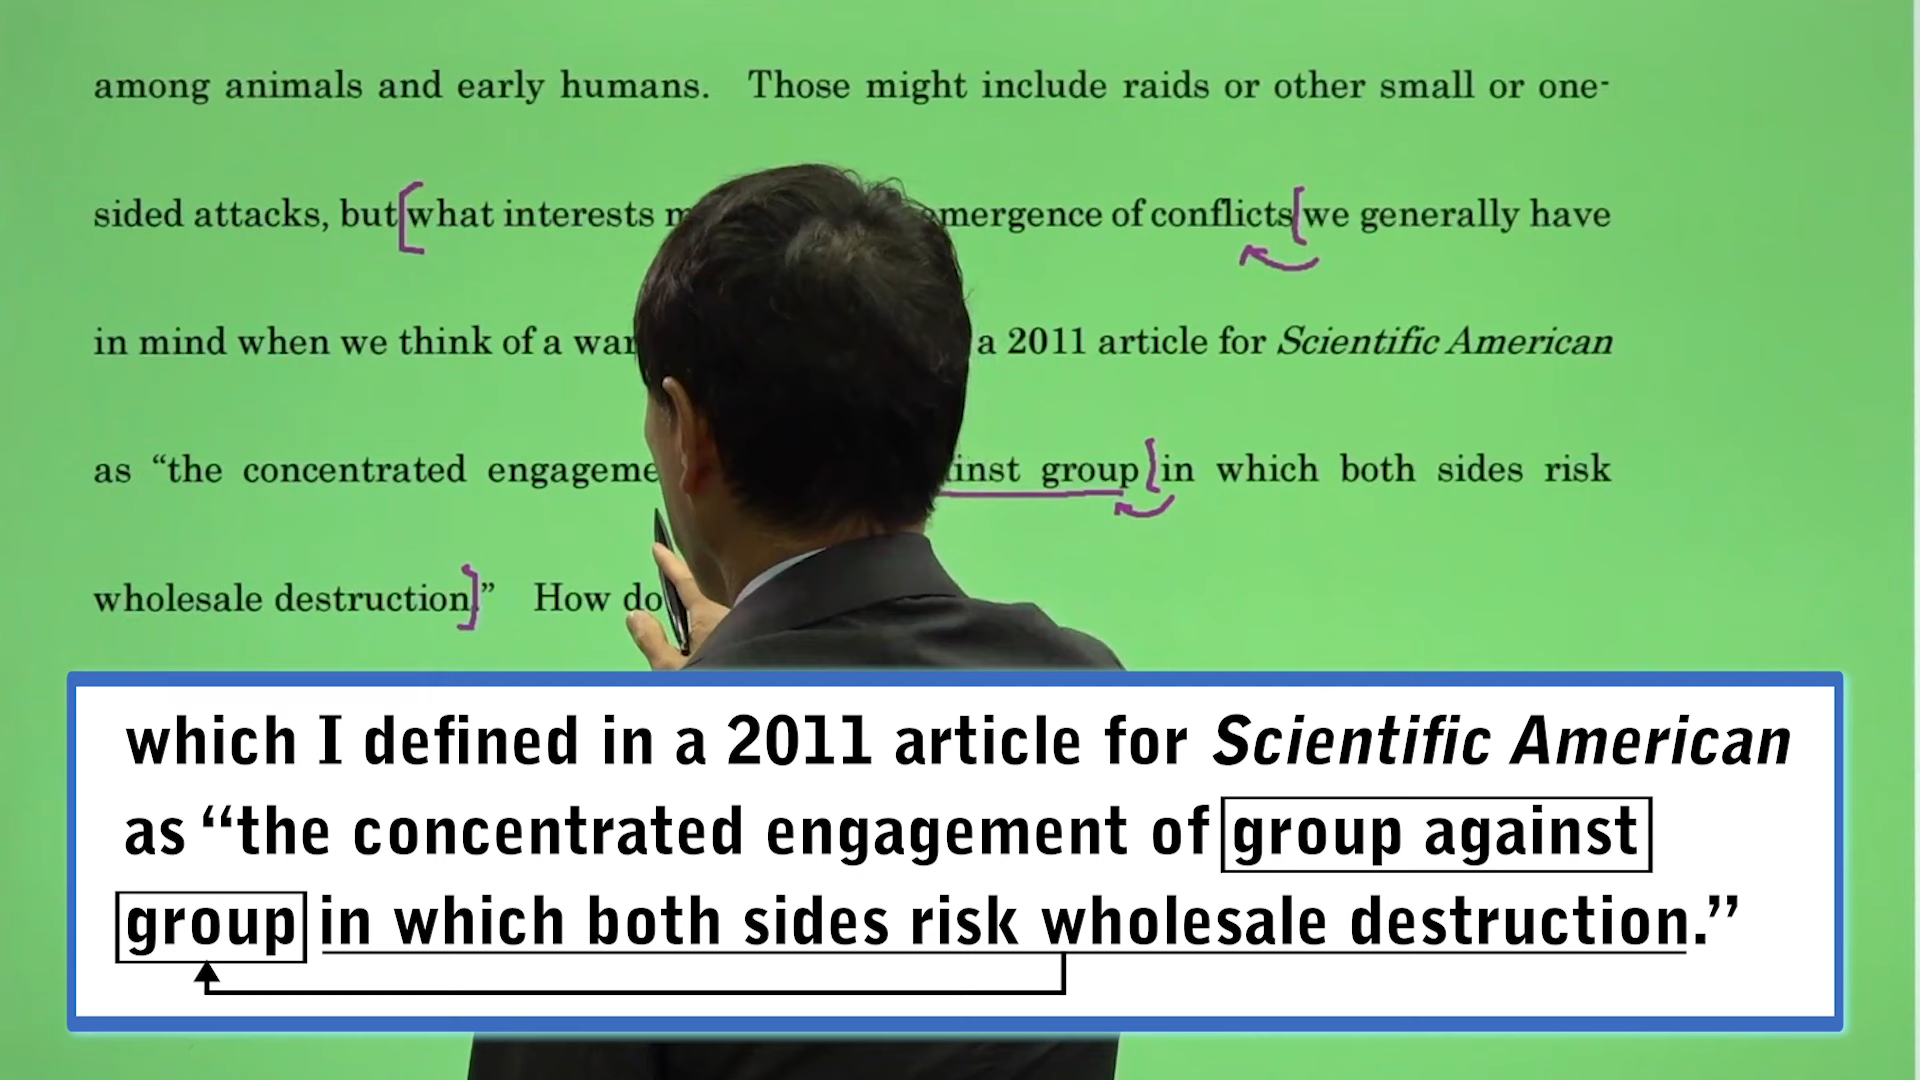 among animals and early humans. Those might include raids or other small or one-
sided attacks, but what interests emergence of conflicts we generally have
in mind when we think of a war a 2011 article for Scientific American
as “the concentrated group in which both sides risk
wholesale destruction.” How do
which I defined in a 2011 article for Scientific American
as “the concentrated engagement of group against
group in which both sides risk wholesale destruction.”